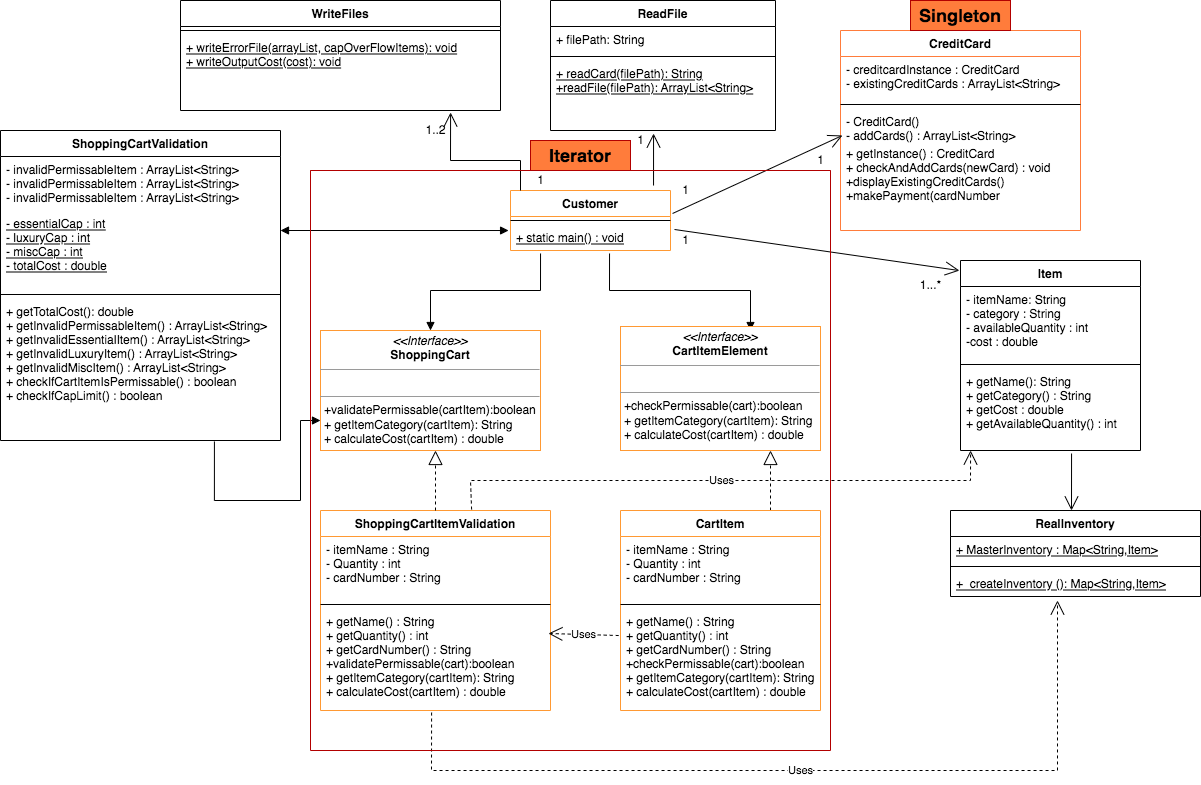 WriteFiles
+ writeErrorFile(arrayList, capOverFlowItems): void
+ writeOutputCost(cost): void
ReadFile
+ filePath: String
+ readCard(filePath): String
+readFile(filePath): ArrayList<String>
Singleton
CreditCard
- creditcardInstance : CreditCard
- existingCreditCards : ArrayList<String>
- CreditCard()
- addCards() : ArrayList<String>
+ getInstance() : CreditCard
+ checkAndAddCards(newCard) : void
+displayExistingCreditCards()
+makePayment(cardNumber
ShoppingCartValidation
- invalidPermissableItem : ArrayList<String>
- invalidPermissableItem : ArrayList<String>
- invalidPermissableItem : ArrayList<String>
- essentialCap : int
- luxuryCap : int
- miscCap : int
- totalCost : double
+ getTotalCost(): double
+ getInvalidPermissableItem() : ArrayList<String>
+ getInvalidEssentialItem() : ArrayList<String>
+ getInvalidLuxuryItem() : ArrayList<String>
+ getInvalidMiscItem() : ArrayList<String>
+ checkIfCartItemIsPermissable() : boolean
+ checkIfCapLimit() : boolean
1..2
1
Iterator
1
1
1
1
1...*
Customer
+ static main() : void
Item
- itemName: String
- category : String
- availableQuantity : int
-cost : double
+ getName(): String
+ getCategory() : String
+ getCost : double
+ getAvailableQuantity() : int
<<Interface>>
ShoppingCart
+validatePermissable(cartItem):boolean
+ getItemCategory(cartItem): String
+ calculateCost(cartItem) : double
<<Interface>>
CartItemElement
+checkPermissable(cart):boolean
+ getItemCategory(cartItem): String
+ calculateCost(cartItem) : double
Uses
ShoppingCartItemValidation
- itemName : String
- Quantity : int
- cardNumber : String
+ getName() : String
+ getQuantity() : int
+ getCardNumber() : String
+validatePermissable(cart):boolean
+ getItemCategory(cartItem): String
+ calculateCost(cartItem) : double
Uses
CartItem
- itemName : String
- Quantity : int
- cardNumber : String
+ getName() : String
+ getQuantity() : int
+ getCardNumber() : String
+checkPermissable(cart):boolean
+ getItemCategory(cartItem): String
+ calculateCost(cartItem) : double
RealInventory
+ MasterInventory : Map<String,Item>
+  createInventory (): Map<String,Item>
Uses